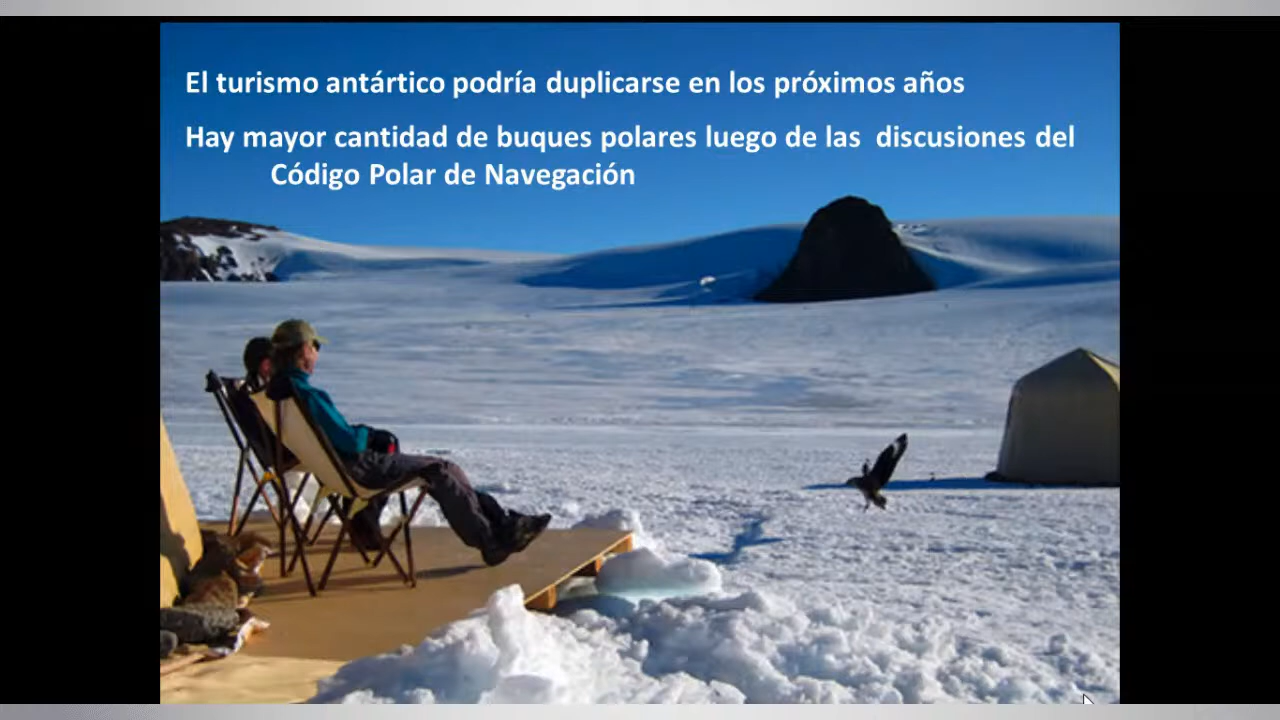 El turismo antártico podría duplicarse en los próximos años
Hay mayor cantidad de buques polares luego de las discusiones del
Código Polar de Navegación